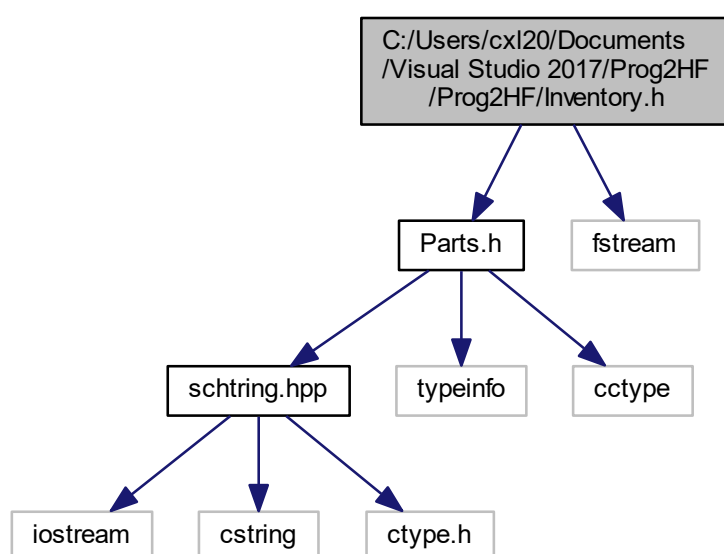 C:/Users/cxl20/Documents
/Visual Studio 2017/Prog2HF
/Prog2HF/Inventory.h
Parts.h
fstream
schtring.hpp
typeinfo
cctype
iostream
cstring
ctype.h